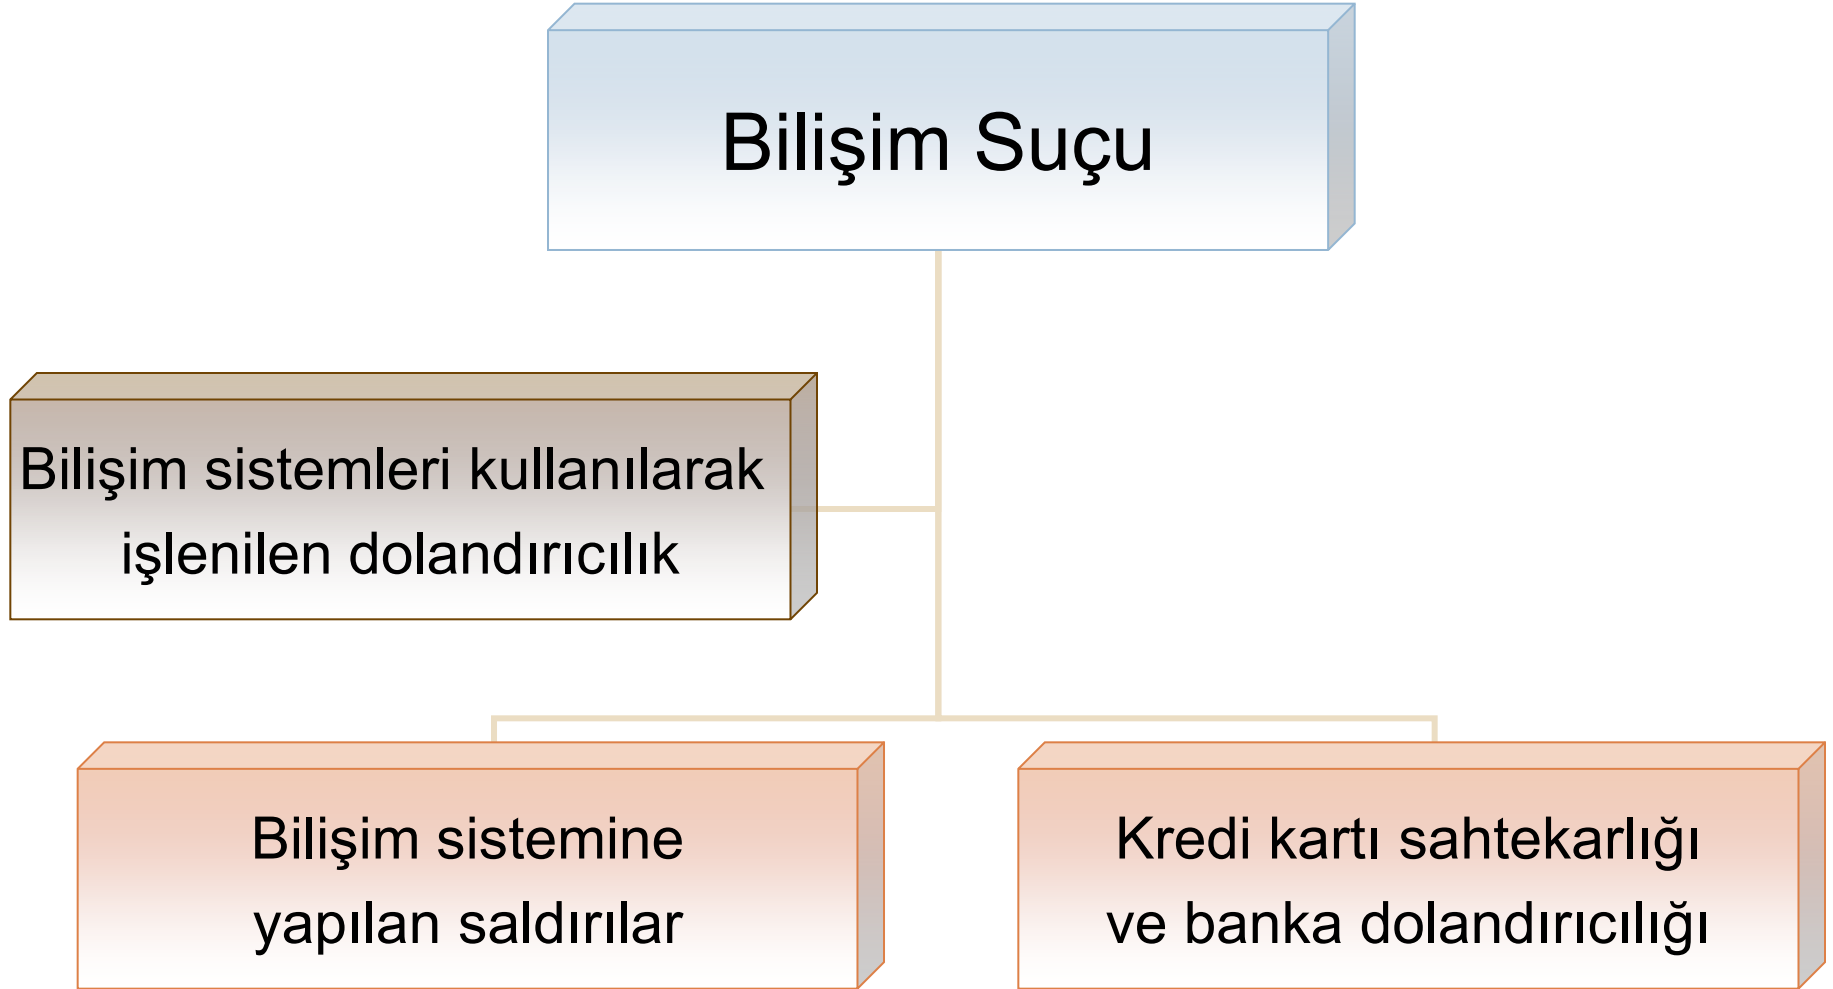 Bilişim Suçu
Bilişim sistemleri kullanılarak
işlenilen dolandırıcılık
Bilişim sistemine
yapılan saldırılar
Kredi kartı sahtekarlığı
ve banka dolandırıcılığı